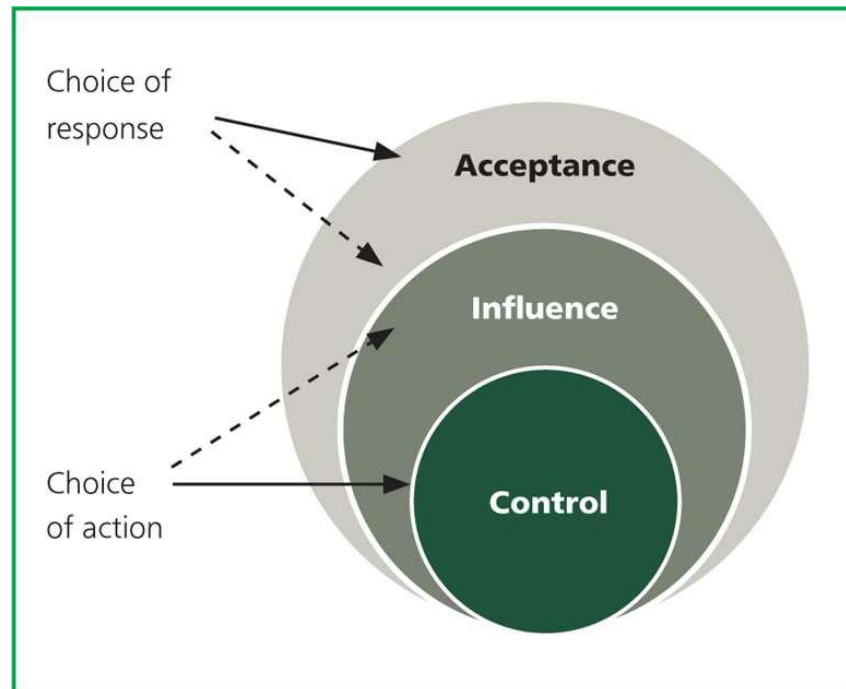 Choice of
response
Acceptance
Influence
Choice
of action
Control